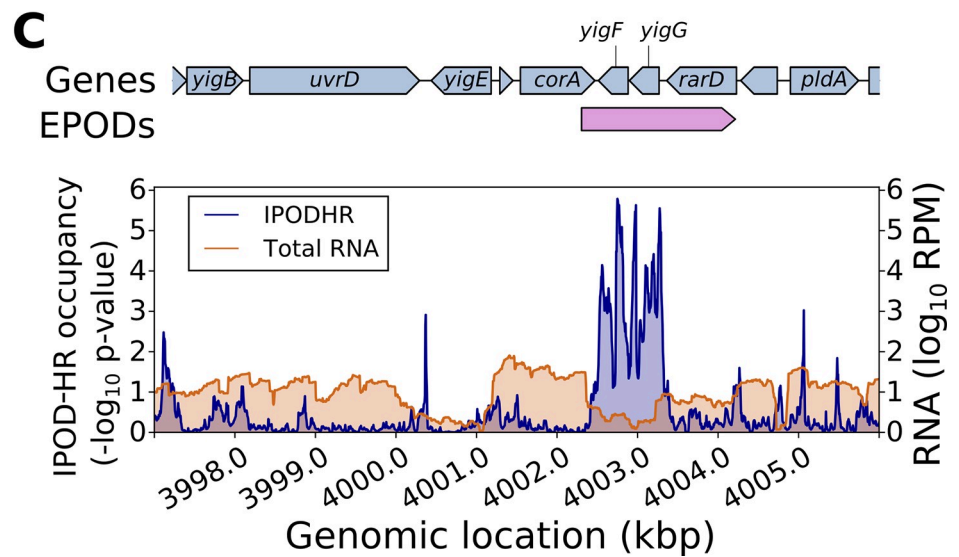 C
yigF yigG
Genes yigB uvrD yigE corA rarD pldA
EPODs
IPOD-HR occupancy
(-log10 p-value)
6 6
5 5
4 4
3 3
2 2
1 1
0 0
IPODHR
Total RNA
RNA (log10 RPM)
3998.0 3999.0 4000.0 4001.0 4002.0 4003.0 4004.0 4005.0
Genomic location (kbp)